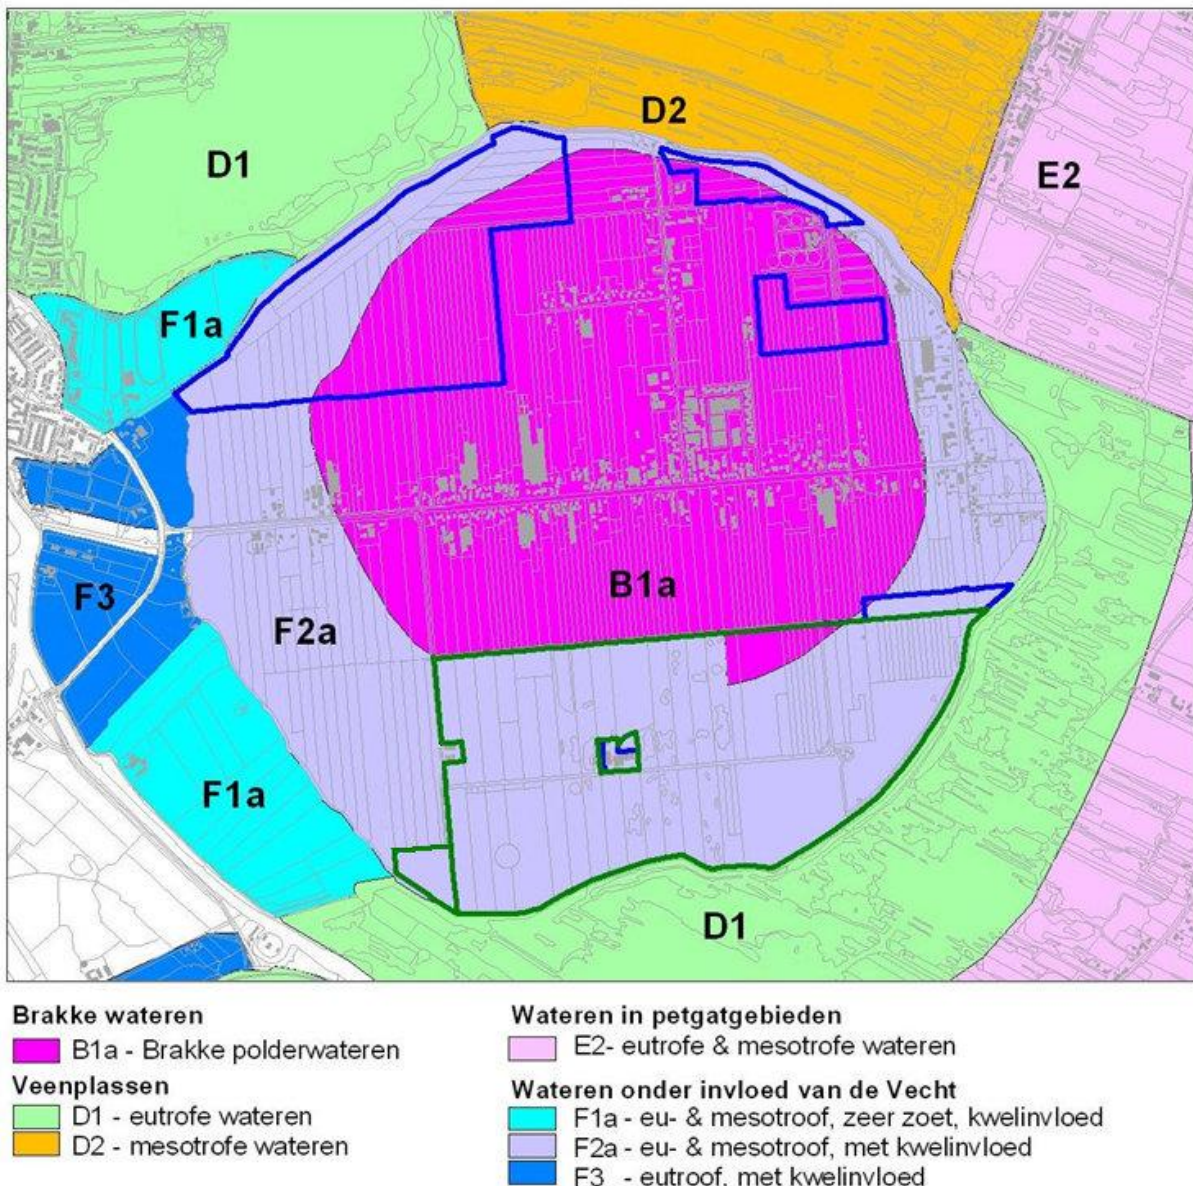 D2
D1
E2
F1a
B1a
F3
F2a
F1a
D1
Brakke wateren
B1a - Brakke polderwateren
Veenplassen
D1 - eutrofe wateren
D2 - mesotrofe wateren
Wateren in petgatgebieden
E2- eutrofe & mesotrofe wateren
Wateren onder invloed van de Vecht
F1a - eu- & mesotroof, zeer zoet, kwelinvloed
F2a - eu- & mesotroof, met kwelinvloed
F3 - eutroof, met kwelinvloed